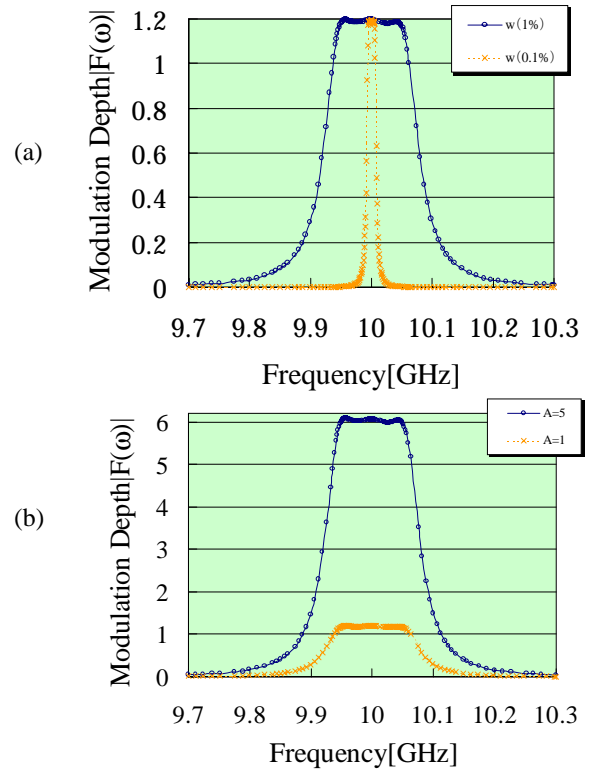 (a)
Modulation Depth|F(ω)|
1.2
1
0.8
0.6
0.4
0.2
0
9.7 9.8 9.9 10 10.1 10.2 10.3
Frequency[GHz]
w(1%)
w(0.1%)
(b)
Modulation Depth|F(ω)|
6
5
4
3
2
1
0
9.7 9.8 9.9 10 10.1 10.2 10.3
Frequency[GHz]
A=5
A=1